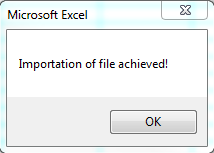 Microsoft Excel
Importation of file achieved!
OK